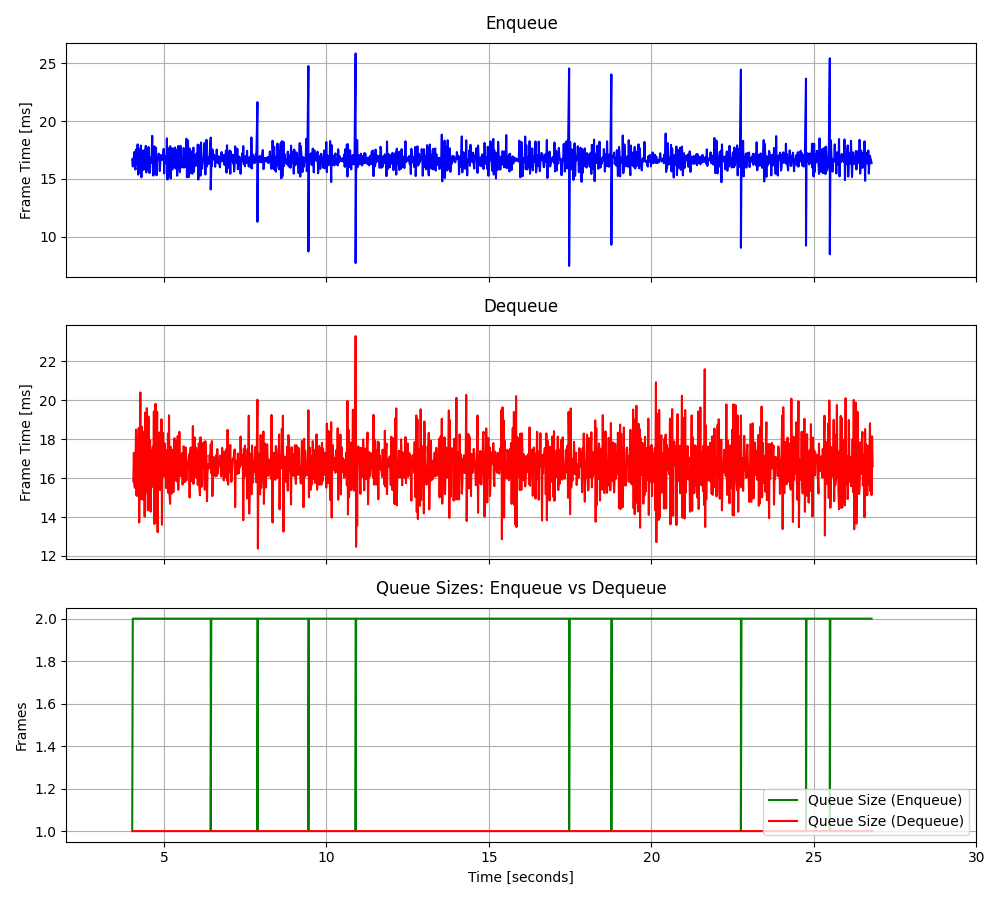 Enqueue
Frame Time [ms]
25
20
15
10
Dequeue
Frame Time [ms]
22
20
18
16
14
12
Queue Sizes: Enqueue vs Dequeue
Frames
2.0
1.8
1.6
1.4
1.2
1.0
Queue Size (Enqueue)
Queue Size (Dequeue)
5 10 15 20 25 30
Time [seconds]